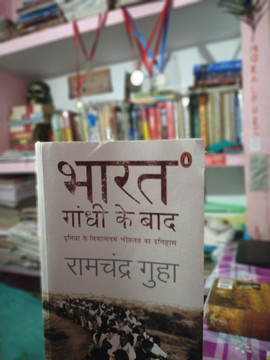 भारत
गांधी के बाद
दुनिया के विशालतम लोकतंत्र का इतिहास
रामचंद्र गुहा